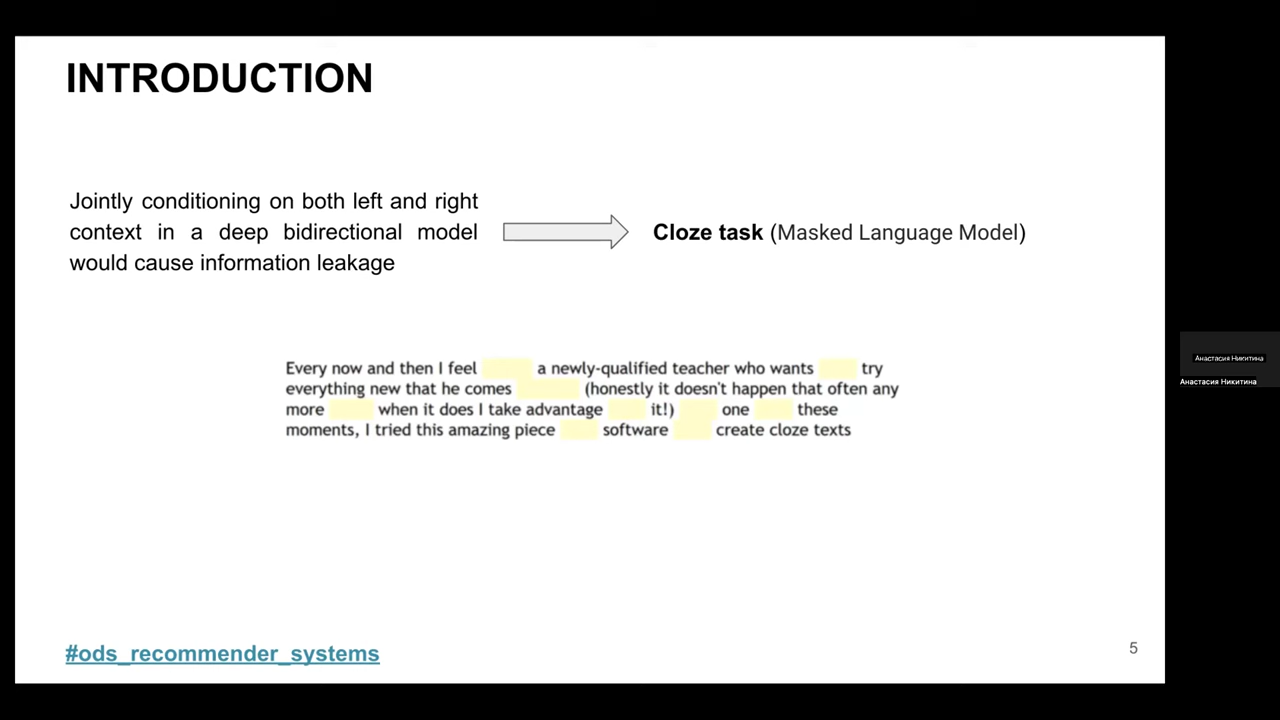 INTRODUCTION
Jointly conditioning on both left and right
context in a deep bidirectional model
would cause information leakage
Cloze task (Masked Language Model)
Every now and then I feel a newly-qualified teacher who wants try
everything new that he comes (honestly it doesn't happen that often any
more when it does I take advantage it!) one these
moments, I tried this amazing piece software create cloze texts
#ods_recommender_systems
5
Анастасия Никитина
Анастасия Никитина